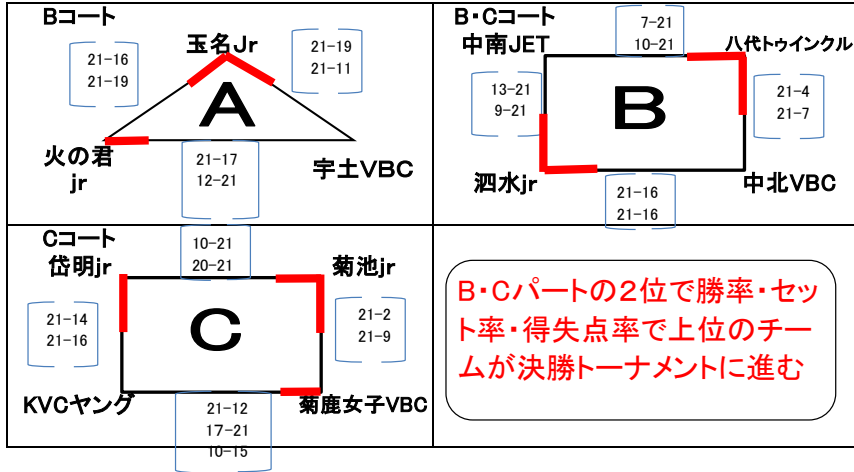 Bコート
玉名Jr
21-16
21-19
21-19
21-11
A
火の君
jr
宇土VBC
21-17
12-21
B・Cコート
7-21
10-21
中南JET
八代トゥインクル
13-21
9-21
B
21-4
21-7
泗水jr
中北VBC
21-16
21-16
Cコート
10-21
20-21
岱明jr
菊池jr
21-14
21-16
C
21-2
21-9
KVCヤング
菊鹿女子VBC
21-12
17-21
10-15
B・Cパートの2位で勝率・セッ
ト率・得失点率で上位のチー
ムが決勝トーナメントに進む